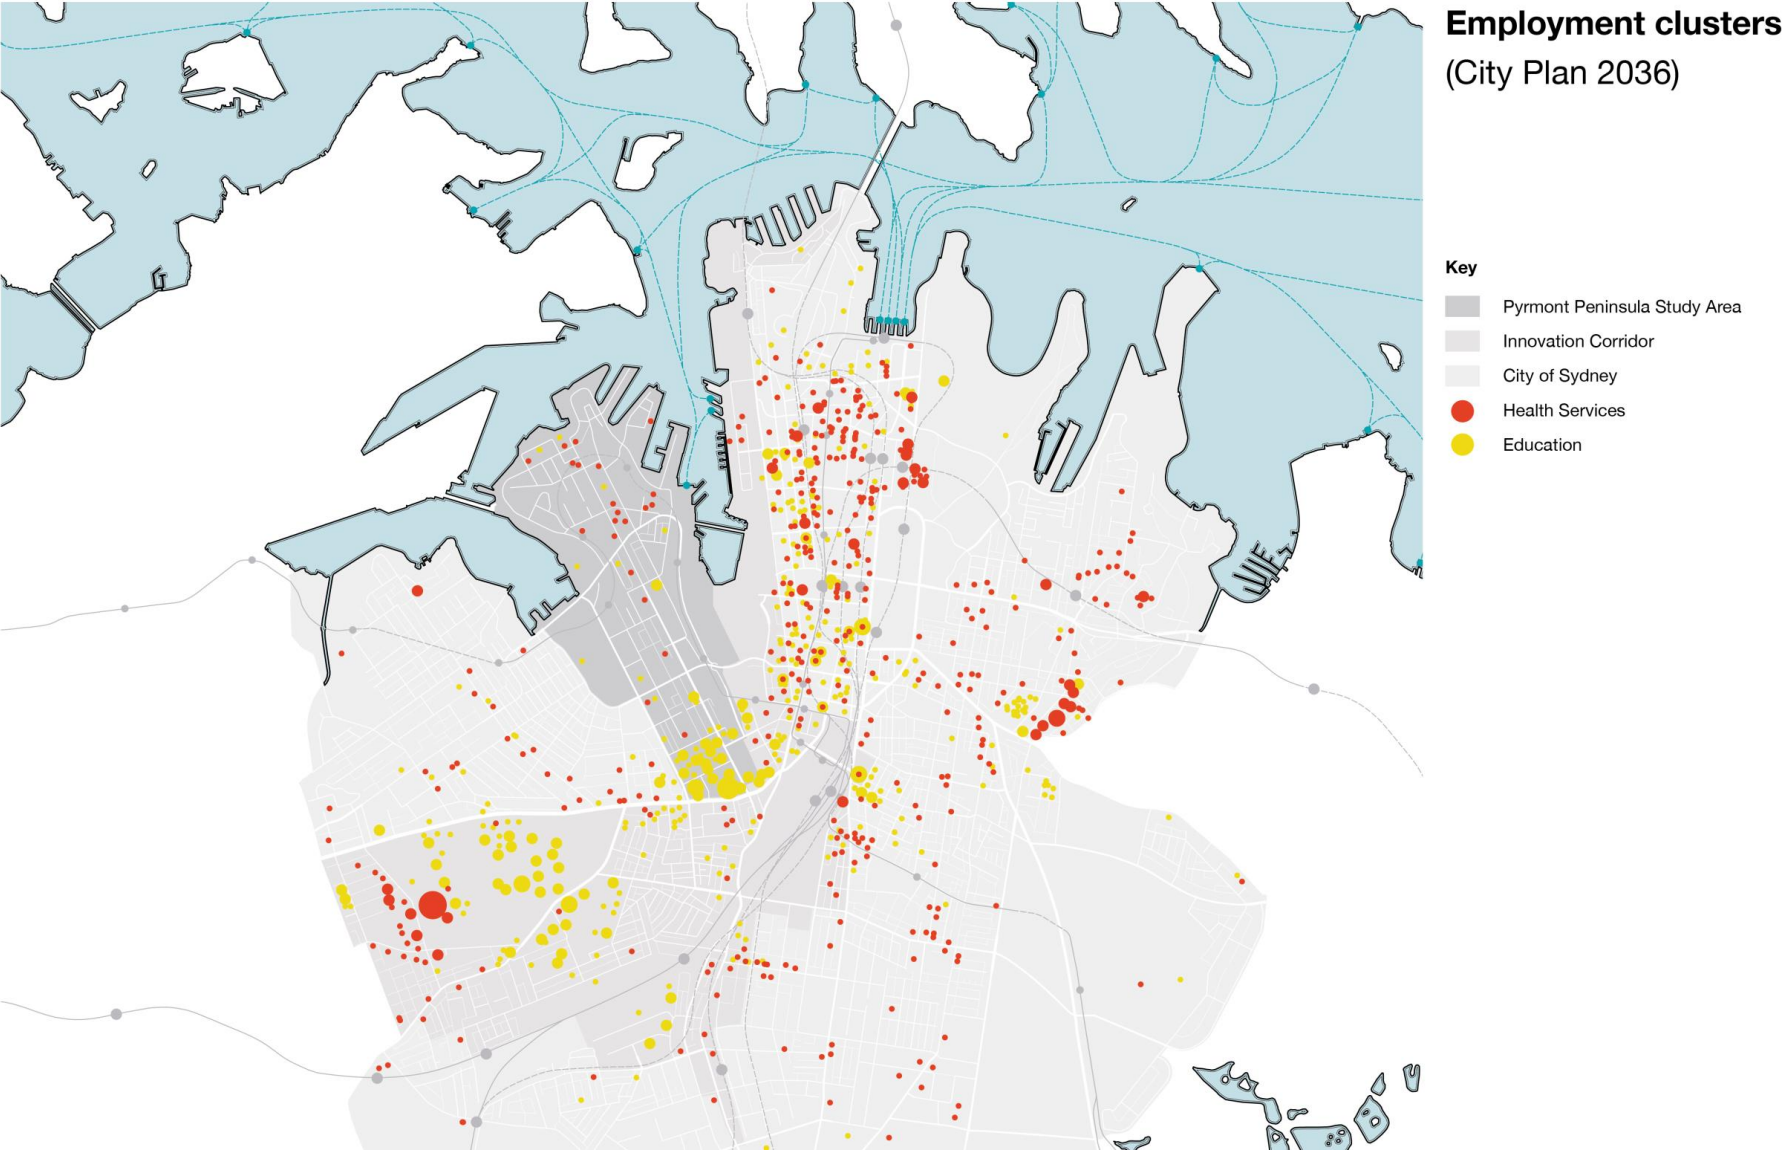 Employment clusters
(City Plan 2036)
Key
Pyrmont Peninsula Study Area
Innovation Corridor
City of Sydney
Health Services
Education